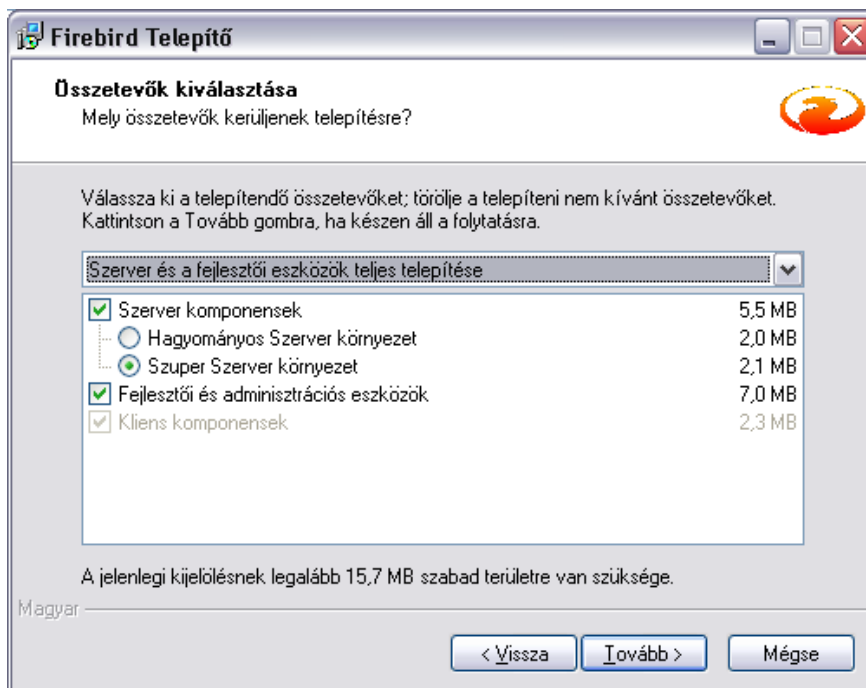 Firebird Telepítő
Összetevők kiválasztása
Mely összetevők kerüljenek telepítésre?
Válassza ki a telepítendő összetevőket; törölje a telepíteni nem kívánt összetevőket.
Kattintson a Tovább gombra, ha készen áll a folytatásra.
Szerver és a fejlesztői eszközök teljes telepítése
Szerver komponensek 5,5 MB
Hagyományos Szerver környezet 2,0 MB
Szuper Szerver környezet 2,1 MB
Fejlesztői és adminisztrációs eszközök 7,0 MB
Kliens komponensek 2,3 MB
A jelenlegi kijelölésnek legalább 15,7 MB szabad területre van szüksége.
Magyar
< Vissza Tovább > Mégse